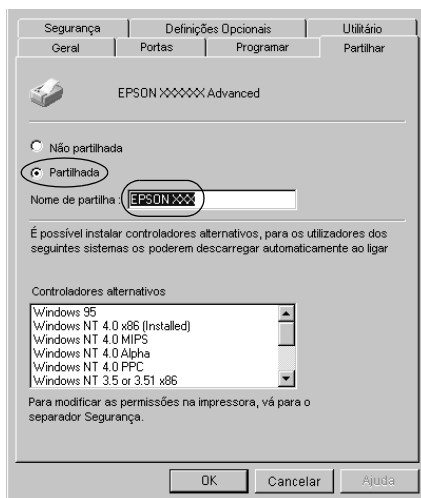 Segurança Definições Opcionais Utilitário
Geral Portas Programar Partilhar
EPSON XXXXXX Advanced
Não partilhada
Partilhada
Nome de partilha : EPSON XXX
É possível instalar controladores alternativos, para os utilizadores dos
seguintes sistemas os poderem descarregar automaticamente ao ligar
Controladores alternativos
Windows 95
Windows NT 4.0 x86 (Installed)
Windows NT 4.0 MIPS
Windows NT 4.0 Alpha
Windows NT 4.0 PPC
Windows NT 3.5 or 3.51 x86
Para modificar as permissões na impressora, vá para o
separador Segurança.
OK Cancelar Ajuda